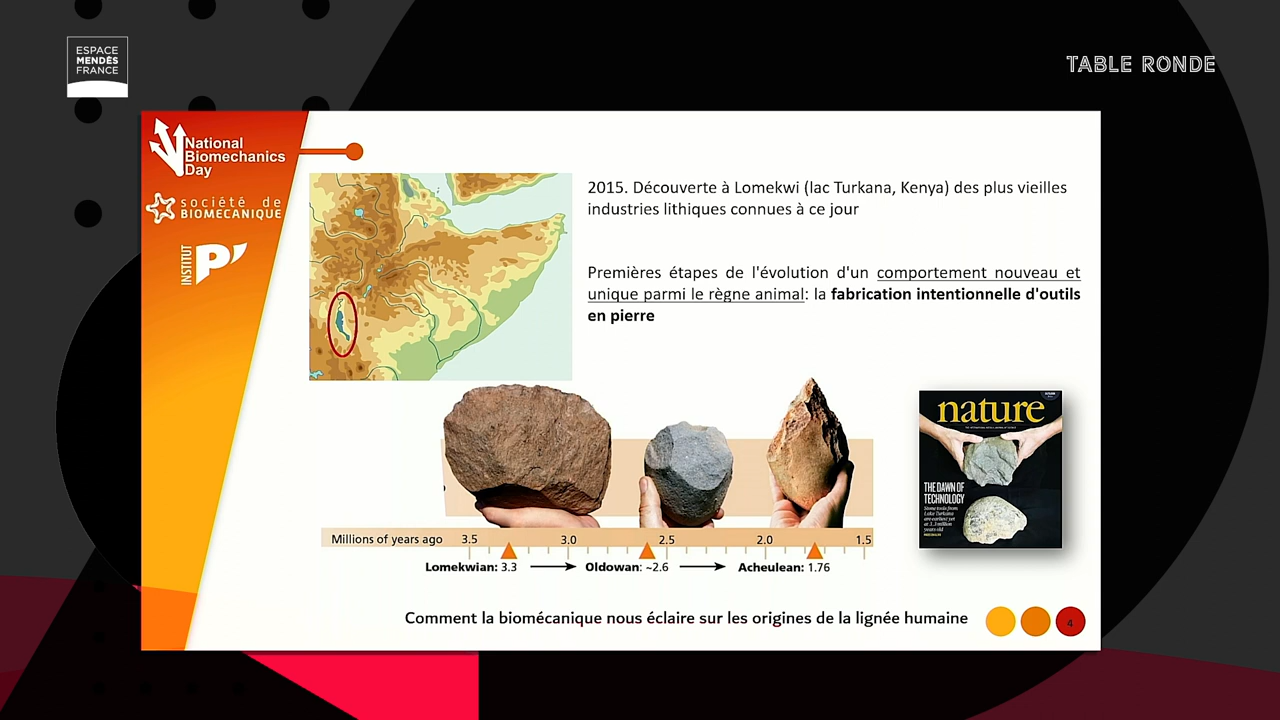 ESPACE
MENDÈS
FRANCE
TABLE RONDE
National
Biomechanics
Day
société de
BIOMECANIQUE
INSTITUT
P'
2015. Découverte à Lomekwi (lac Turkana, Kenya) des plus vieilles
industries lithiques connues à ce jour
Premières étapes de l'évolution d'un comportement nouveau et
unique parmi le règne animal: la fabrication intentionnelle d'outils
en pierre
nature
THE DAWN OF
TECHNOLOGY
Stone tools from
Lake Turkana
are earliest yet
at 3.3 million
years old
Millions of years ago 3.5 3.0 2.5 2.0 1.5
Lomekwian: 3.3 Oldowan: ~2.6 Acheulean: 1.76
Comment la biomécanique nous éclaire sur les origines de la lignée humaine
4